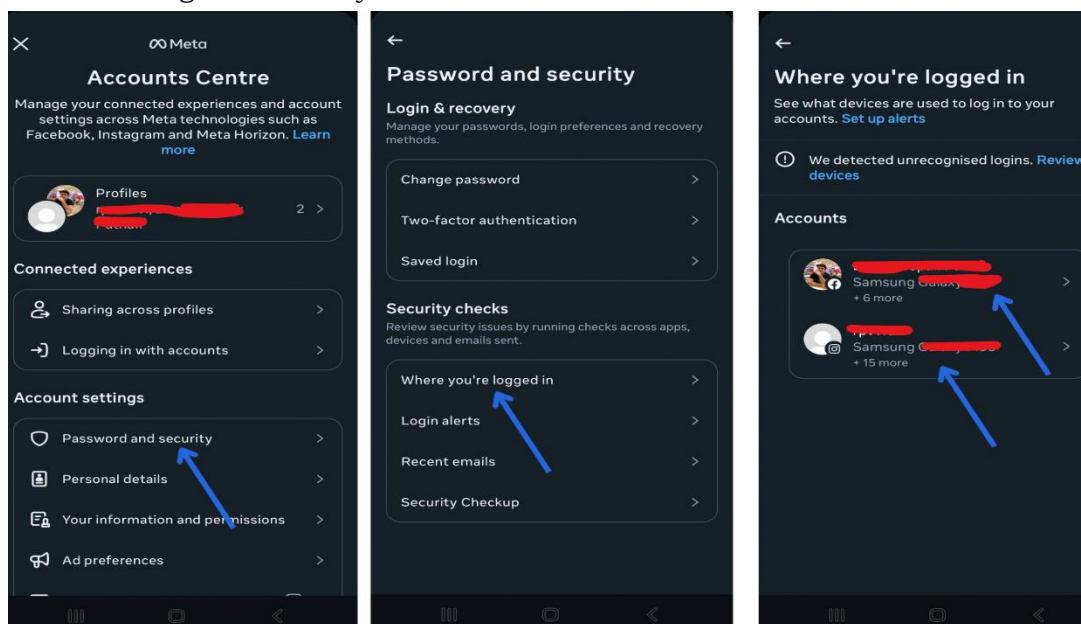 Meta
Accounts Centre
Manage your connected experiences and account
settings across Meta technologies such as
Facebook, Instagram and Meta Horizon. Learn
more
Profiles
2
Connected experiences
Sharing across profiles
Logging in with accounts
Account settings
Password and security
Personal details
Your information and permissions
Ad preferences
Password and security
Login & recovery
Manage your passwords, login preferences and recovery
methods.
Change password
Two-factor authentication
Saved login
Security checks
Review security issues by running checks across apps,
devices and emails sent.
Where you're logged in
Login alerts
Recent emails
Security Checkup
Where you're logged in
See what devices are used to log in to your
accounts. Set up alerts
We detected unrecognised logins. Review
devices
Accounts
Samsung
+ 6 more
Samsung
+ 15 more